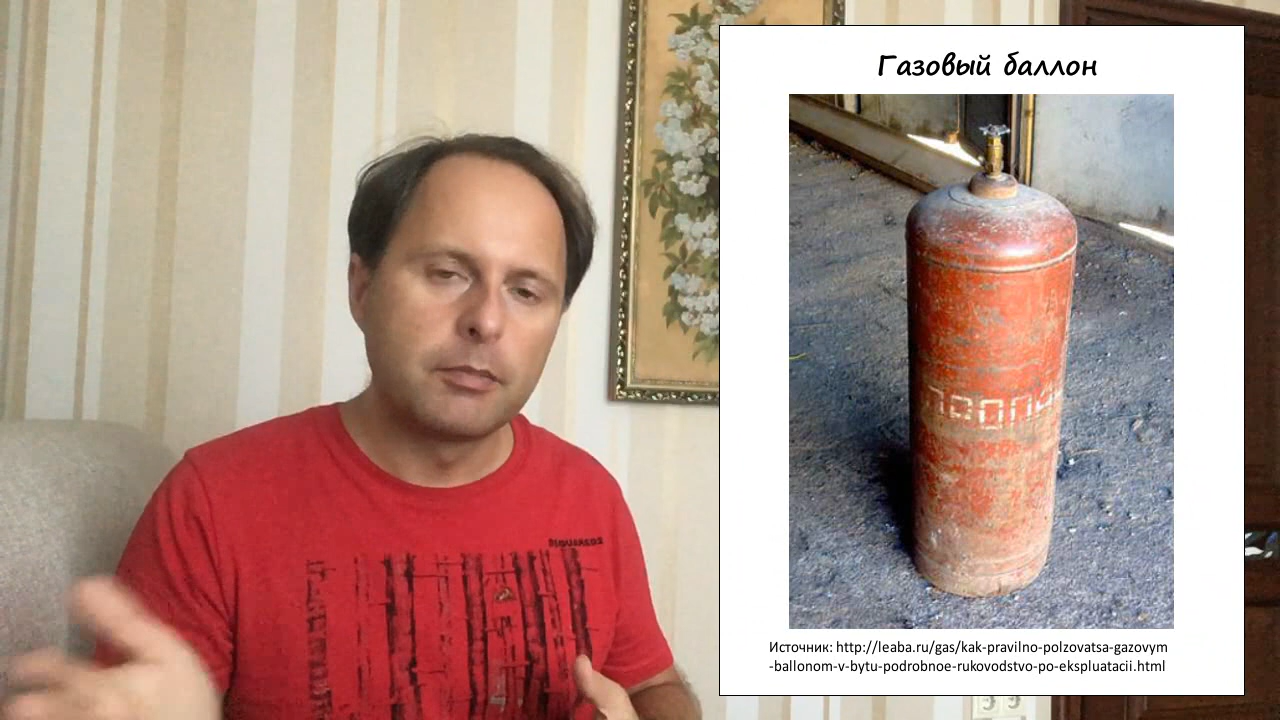 Газовый баллон
Источник: http://leaba.ru/gas/kak-pravilno-polzovatsa-gazovym
-ballonom-v-bytu-podrobnoe-rukovodstvo-po-ekspluatacii.html